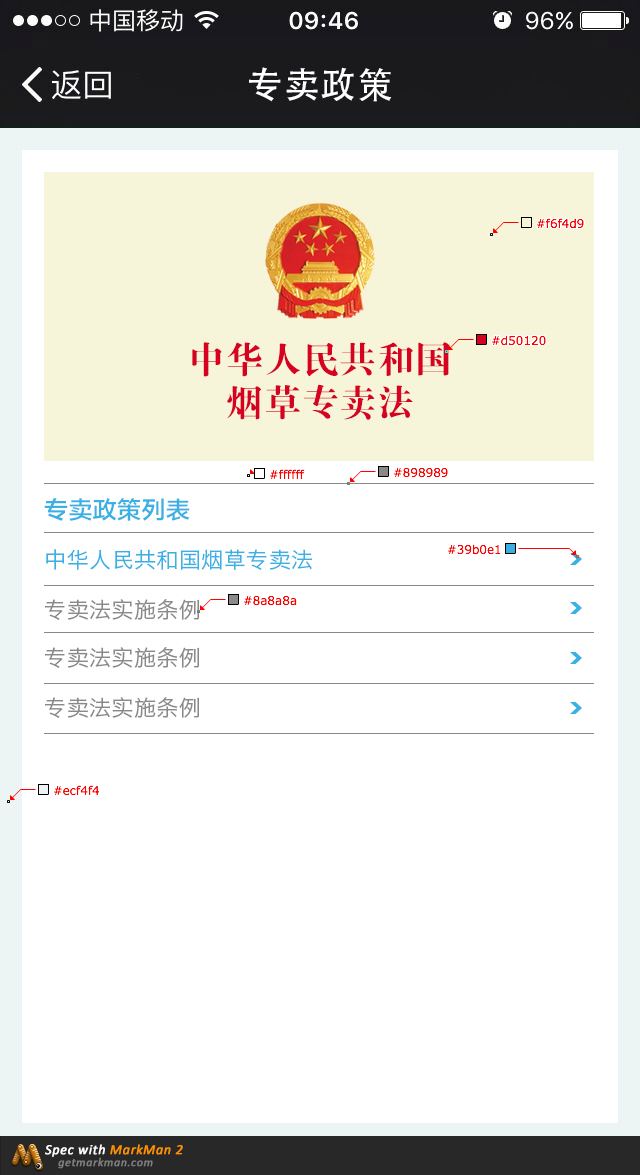 中国移动 09:46 96%
返回 专卖政策
#f6f4d9
#d50120
中华人民共和国
烟草专卖法
#ffffff #898989
专卖政策列表
中华人民共和国烟草专卖法 #39b0e1
专卖法实施条例 #8a8a8a
专卖法实施条例
专卖法实施条例
#ecf4f4
Spec with MarkMan 2
getmarkman.com